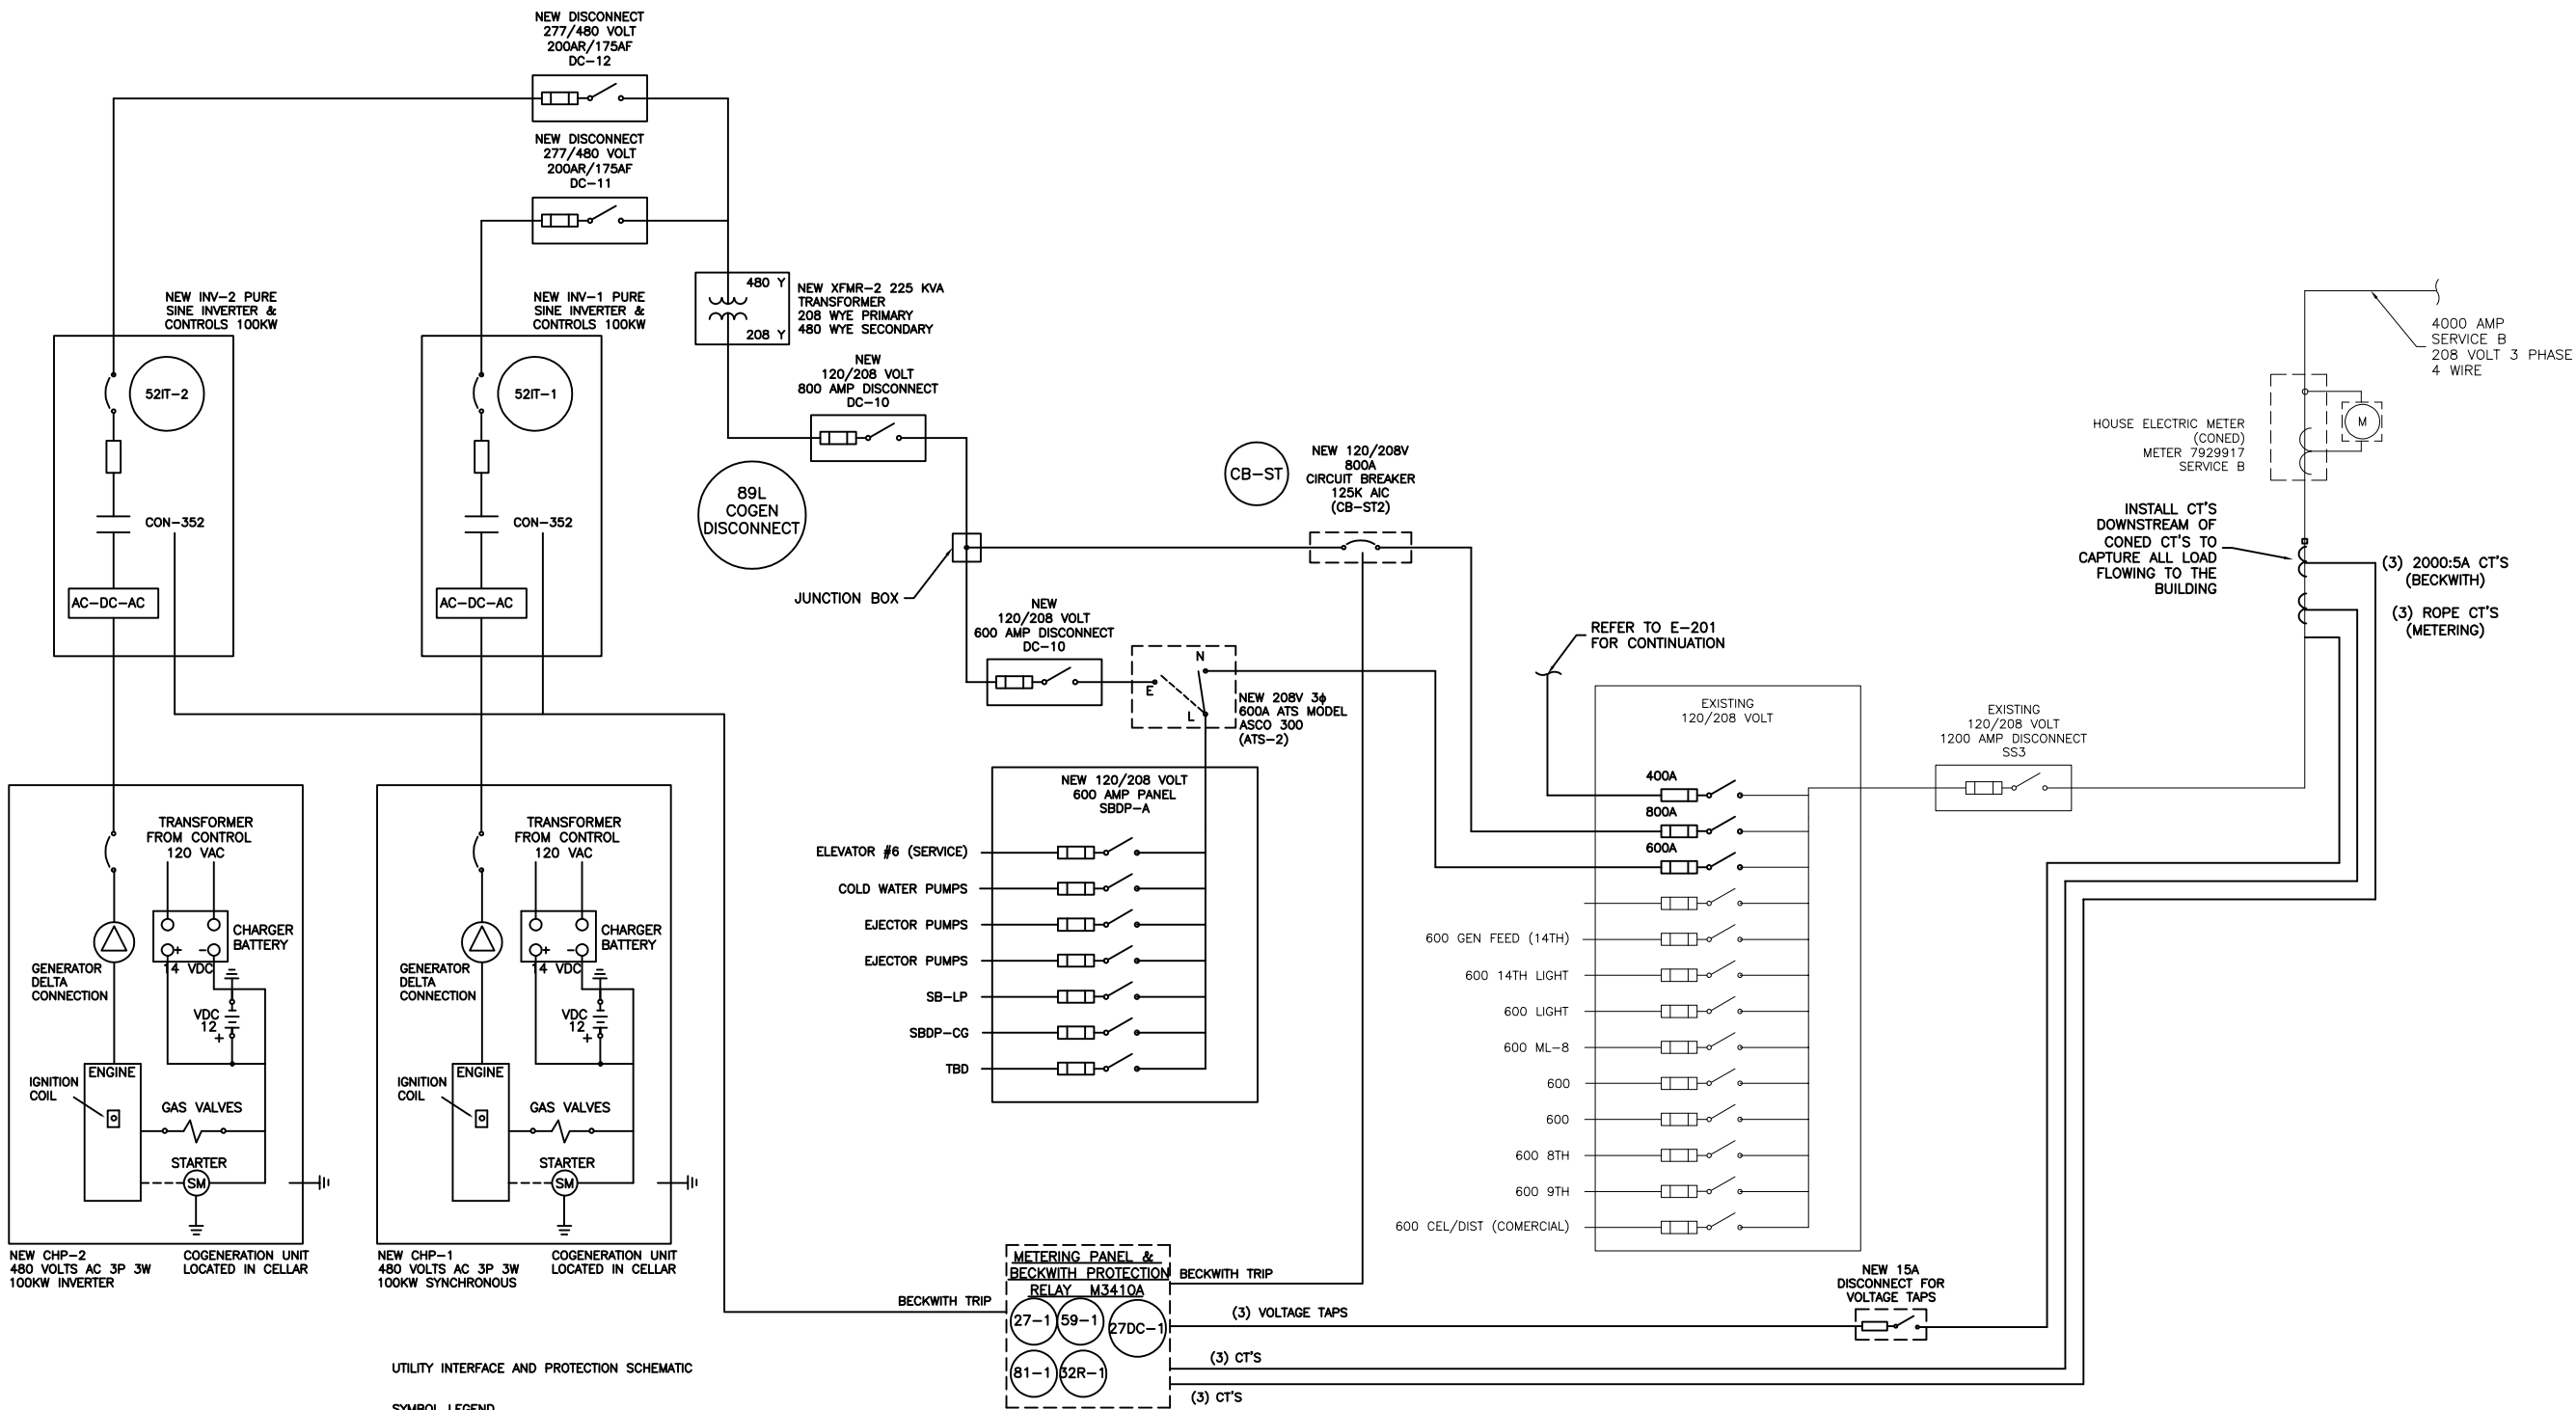 NEW DISCONNECT
277/480 VOLT
200AR/175AF
DC-12
NEW DISCONNECT
277/480 VOLT
200AR/175AF
DC-11
480 Y
208 Y
NEW XFMR-2 225 KVA
TRANSFORMER
208 WYE PRIMARY
480 WYE SECONDARY
NEW INV-2 PURE
SINE INVERTER &
CONTROLS 100KW
52IT-2
CON-352
AC-DC-AC
NEW INV-1 PURE
SINE INVERTER &
CONTROLS 100KW
52IT-1
CON-352
AC-DC-AC
NEW
120/208 VOLT
800 AMP DISCONNECT
DC-10
89L
COGEN
DISCONNECT
JUNCTION BOX
CB-ST
NEW 120/208V
800A
CIRCUIT BREAKER
125K AIC
(CB-ST2)
4000 AMP
SERVICE B
208 VOLT 3 PHASE
4 WIRE
M
HOUSE ELECTRIC METER
(CONED)
METER 7929917
SERVICE B
INSTALL CT'S
DOWNSTREAM OF
CONED CT'S TO
CAPTURE ALL LOAD
FLOWING TO THE
BUILDING
(3) 2000:5A CT'S
(BECKWITH)
(3) ROPE CT'S
(METERING)
NEW
120/208 VOLT
600 AMP DISCONNECT
DC-10
N
E
L
NEW 208V 3ϕ
600A ATS MODEL
ASCO 300
(ATS-2)
REFER TO E-201
FOR CONTINUATION
EXISTING
120/208 VOLT
400A
800A
600A
600 GEN FEED (14TH)
600 14TH LIGHT
600 LIGHT
600 ML-8
600
600
600 8TH
600 9TH
600 CEL/DIST (COMERCIAL)
EXISTING
120/208 VOLT
1200 AMP DISCONNECT
SS3
NEW 120/208 VOLT
600 AMP PANEL
SBDP-A
ELEVATOR #6 (SERVICE)
COLD WATER PUMPS
EJECTOR PUMPS
EJECTOR PUMPS
SB-LP
SBDP-CG
TBD
TRANSFORMER
FROM CONTROL
120 VAC
CHARGER
BATTERY
+ -
14 VDC
GENERATOR
DELTA
CONNECTION
VDC
12
+
ENGINE
IGNITION
COIL
GAS VALVES
STARTER
SM
NEW CHP-2
480 VOLTS AC 3P 3W
100KW INVERTER
COGENERATION UNIT
LOCATED IN CELLAR
TRANSFORMER
FROM CONTROL
120 VAC
CHARGER
BATTERY
+ -
14 VDC
GENERATOR
DELTA
CONNECTION
VDC
12
+
ENGINE
IGNITION
COIL
GAS VALVES
STARTER
SM
NEW CHP-1
480 VOLTS AC 3P 3W
100KW SYNCHRONOUS
COGENERATION UNIT
LOCATED IN CELLAR
METERING PANEL &
BECKWITH PROTECTION
RELAY M3410A
27-1
59-1
27DC-1
81-1
32R-1
BECKWITH TRIP
BECKWITH TRIP
(3) VOLTAGE TAPS
(3) CT'S
(3) CT'S
NEW 15A
DISCONNECT FOR
VOLTAGE TAPS
UTILITY INTERFACE AND PROTECTION SCHEMATIC
SYMBOL LEGEND